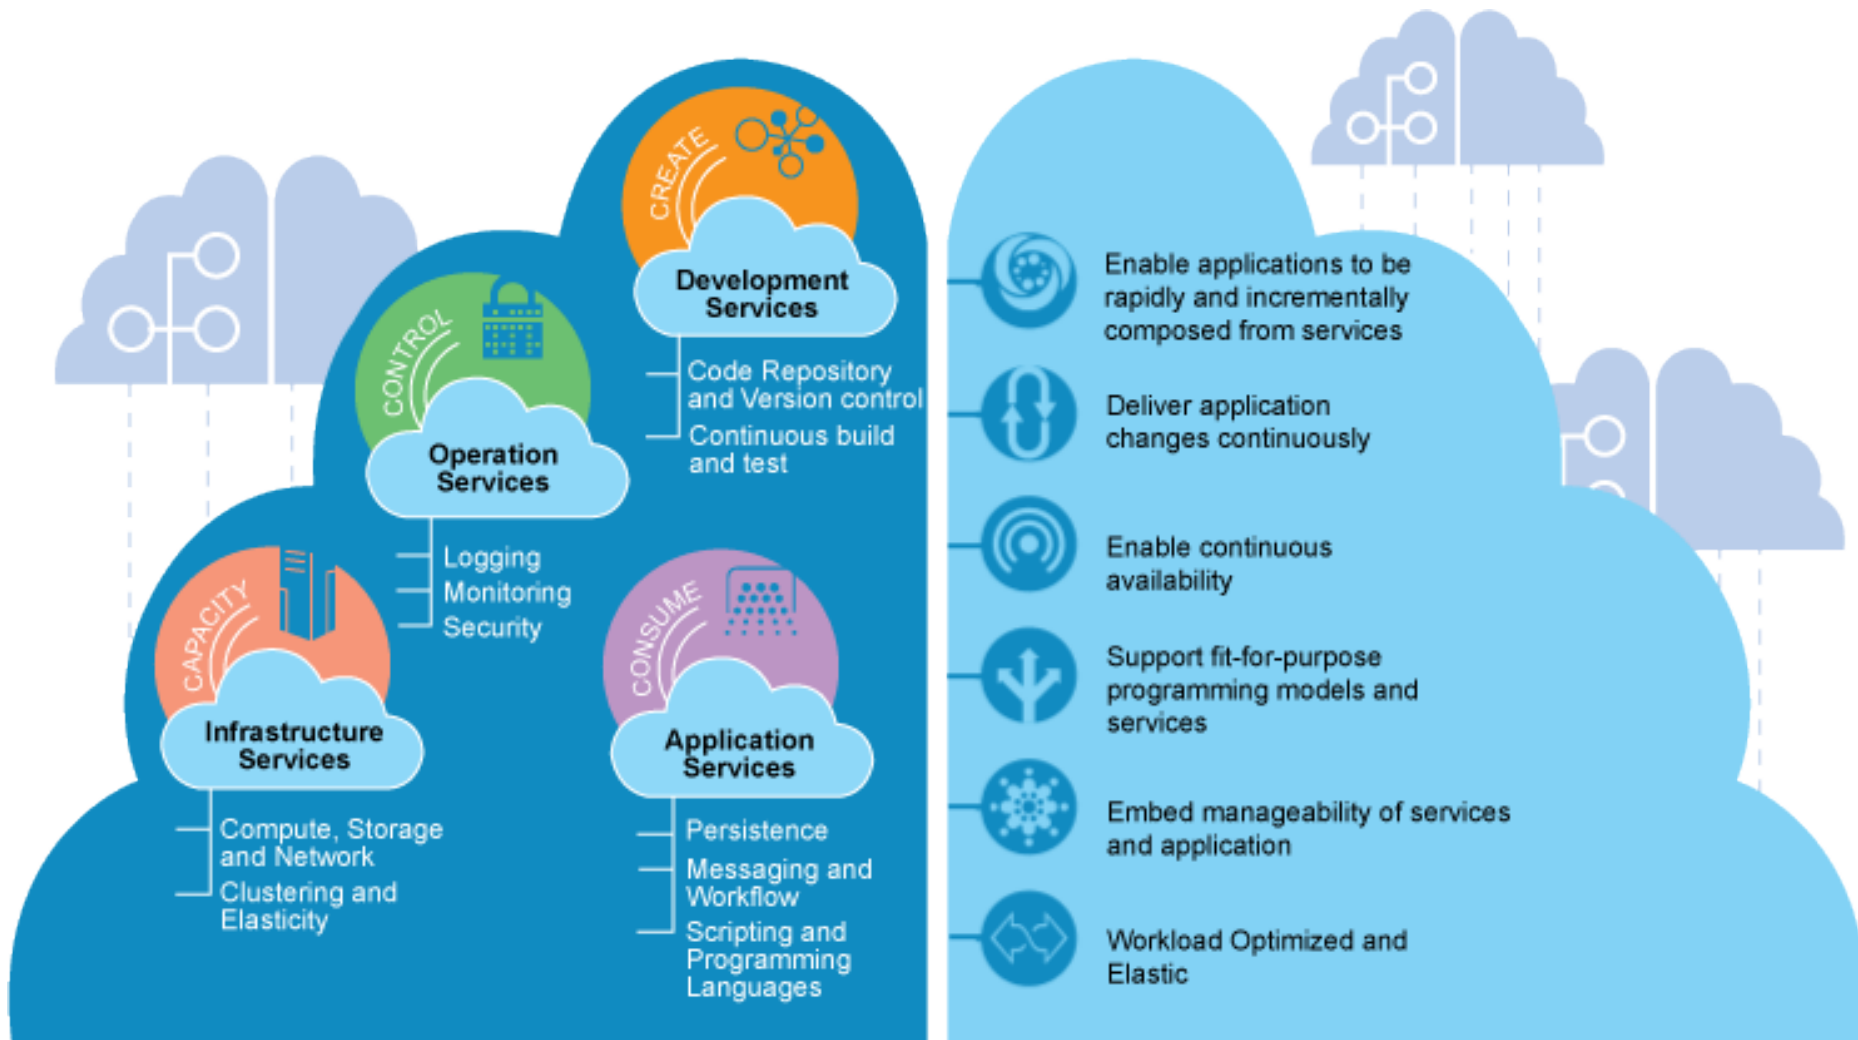 CREATE
Development
Services
Code Repository
and Version control
Continuous build
and test
CONTROL
Operation
Services
Logging
Monitoring
Security
CAPACITY
Infrastructure
Services
Compute, Storage
and Network
Clustering and
Elasticity
CONSUME
Application
Services
Persistence
Messaging and
Workflow
Scripting and
Programming
Languages
Enable applications to be
rapidly and incrementally
composed from services
Deliver application
changes continuously
Enable continuous
availability
Support fit-for-purpose
programming models and
services
Embed manageability of services
and application
Workload Optimized and
Elastic